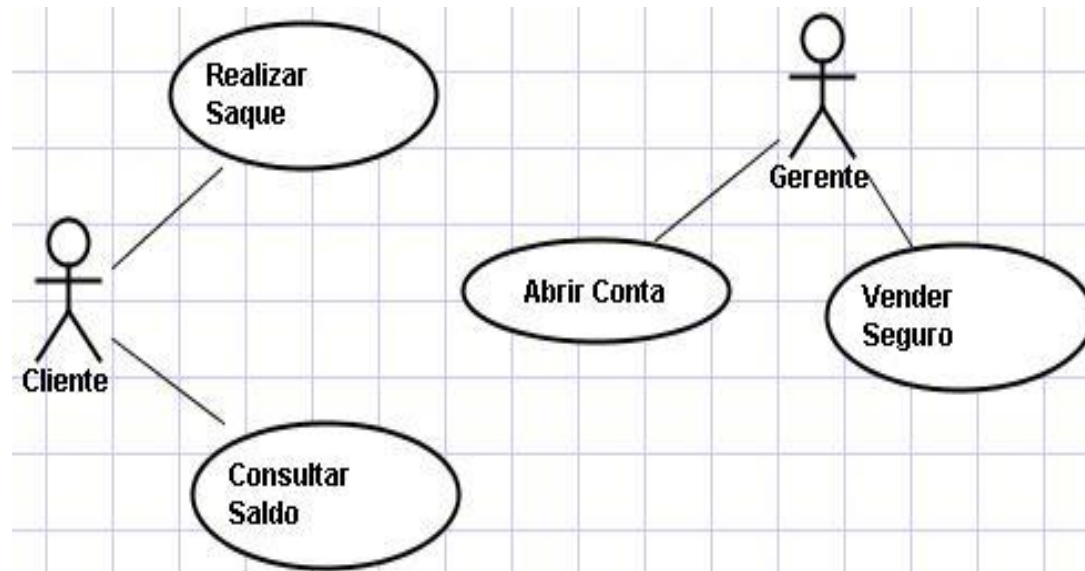 Realizar
Saque
Gerente
Abrir Conta
Vender
Seguro
Cliente
Consultar
Saldo